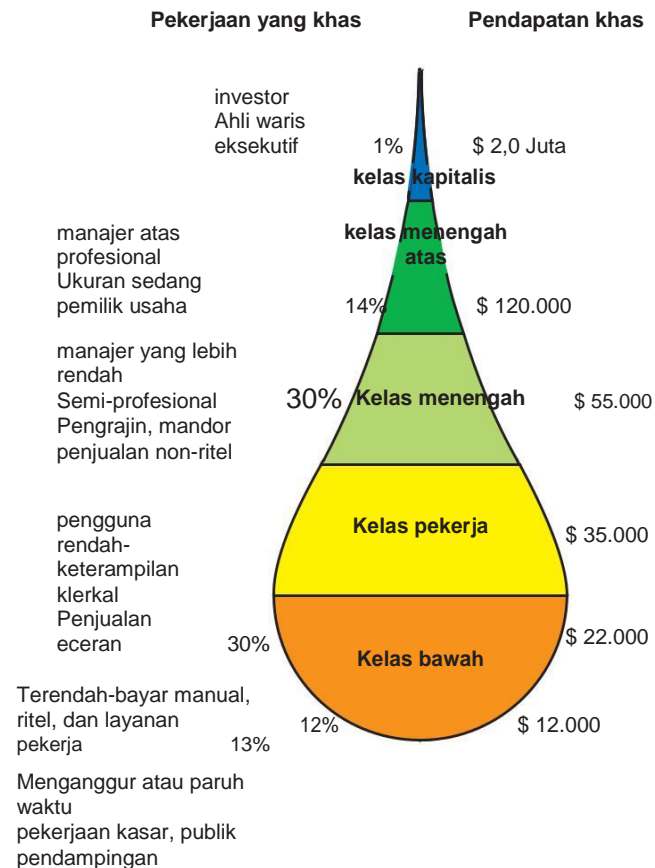 Pekerjaan yang khas
Pendapatan khas
investor
Ahli waris
eksekutif
1%
$ 2,0 Juta
kelas kapitalis
manajer atas
profesional
Ukuran sedang
pemilik usaha
kelas menengah
atas
14%
$ 120.000
manajer yang lebih
rendah
Semi-profesional
Pengrajin, mandor
penjualan non-ritel
30%
Kelas menengah
$ 55.000
pengguna
rendah-
keterampilan
klerkal
Penjualan
eceran
30%
Kelas pekerja
$ 35.000
Kelas bawah
$ 22.000
Terendah-bayar manual,
ritel, dan layanan
pekerja
13%
12%
$ 12.000
Menganggur atau paruh
waktu
pekerjaan kasar, publik
pendampingan